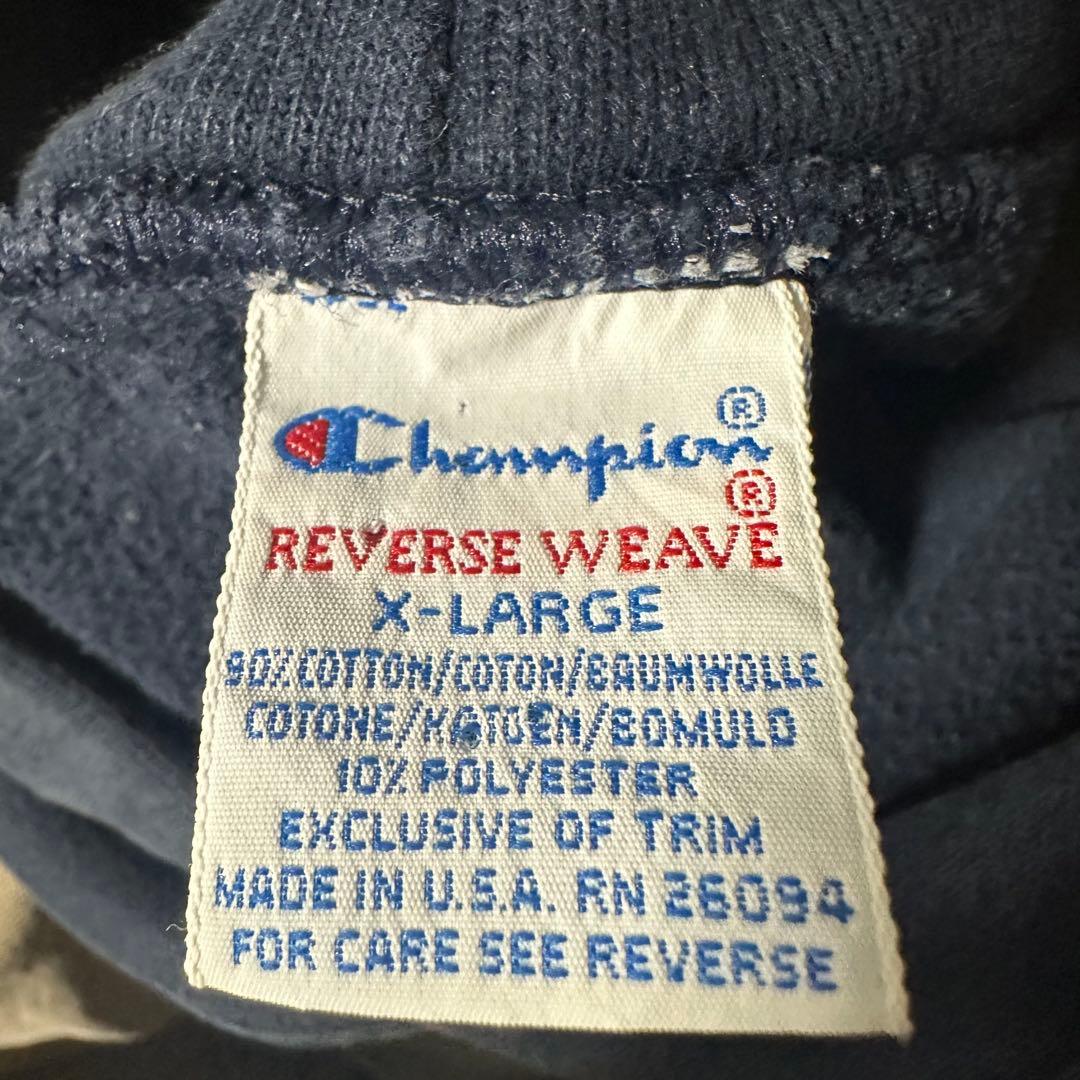 Champion®
REVERSE WEAVE®
X-LARGE
90% COTTON/COTON/BAUMWOLLE
COTONE/KATOEN/BOMULD
10% POLYESTER
EXCLUSIVE OF TRIM
MADE IN U.S.A. RN 26094
FOR CARE SEE REVERSE